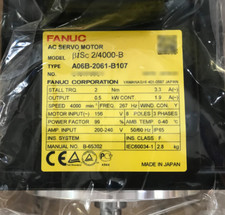 FANUC
AC SERVO MOTOR
MODEL βiSc 2/4000-B
TYPE A06B-2061-B107
FANUC CORPORATION
STALL TRQ. 2 Nm 3.3 A(~)
OUTPUT 0.5 kW CONT 1.9 A(~)
SPEED 4000 min FREQ. 267 Hz WIND.CON. Y
MOTOR INPUT(~) 156 V 8 POLES 3 PHASES
POWER FACTOR 98 % AMB TEMP. 0-40 ℃
AMP. INPUT 200-240 V 50/60 Hz IP65
INS. SYSTEM INS. CLASS F
MANUAL No. B-65302 IEC60034-1 2.8 kg
MADE IN JAPAN